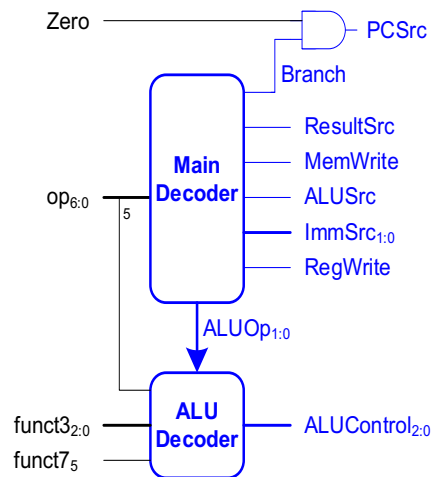 Zero
PCSrc
Branch
ResultSrc
Main
Decoder
MemWrite
op6:0
5
ALUSrc
ImmSrc1:0
RegWrite
ALUOp1:0
ALU
Decoder
funct32:0
ALUControl2:0
funct75